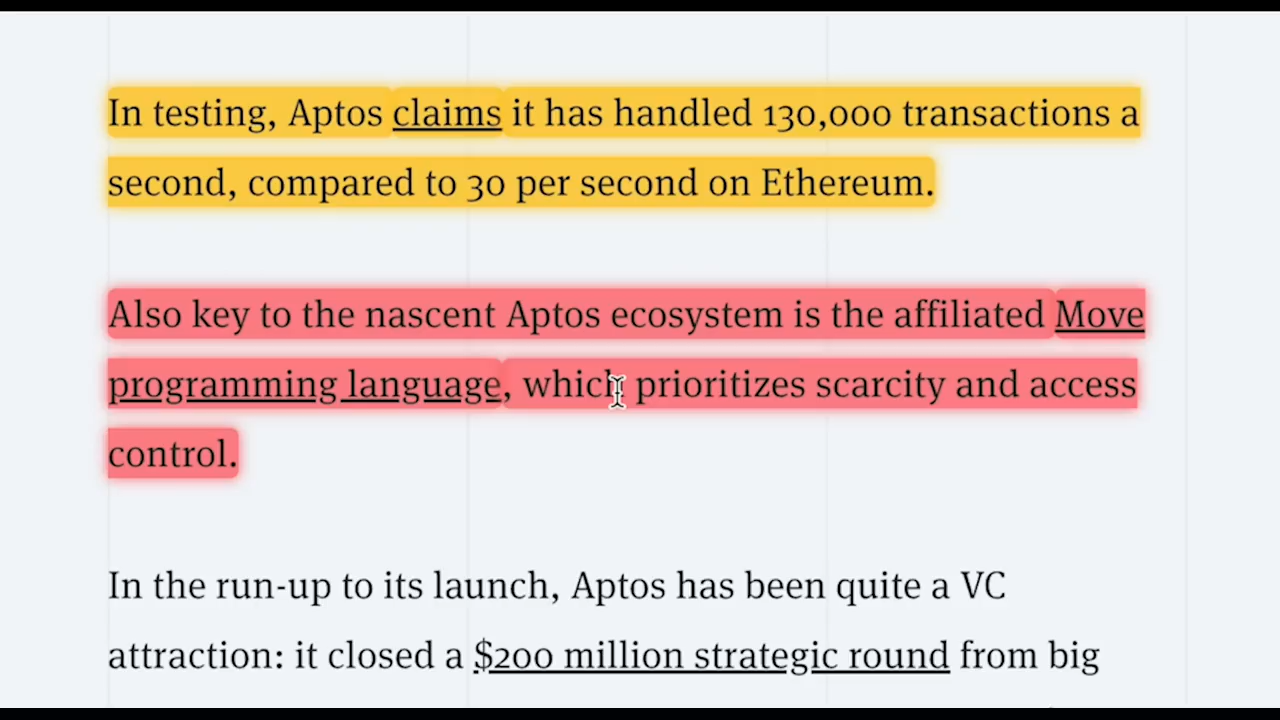 In testing, Aptos claims it has handled 130,000 transactions a
second, compared to 30 per second on Ethereum.
Also key to the nascent Aptos ecosystem is the affiliated Move
programming language, which prioritizes scarcity and access
control.
In the run-up to its launch, Aptos has been quite a VC
attraction: it closed a $200 million strategic round from big